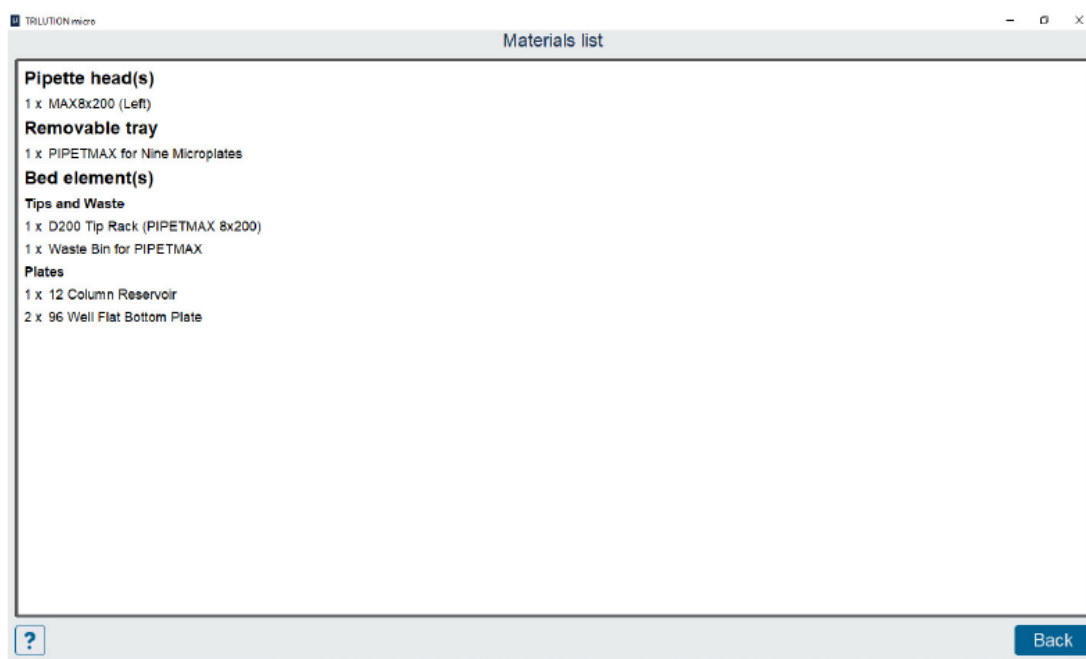 TRILUTION micro
Materials list
Pipette head(s)
1 x MAX8x200 (Left)
Removable tray
1 x PIPETMAX for Nine Microplates
Bed element(s)
Tips and Waste
1 x D200 Tip Rack (PIPETMAX 8x200)
1 x Waste Bin for PIPETMAX
Plates
1 x 12 Column Reservoir
2 x 96 Well Flat Bottom Plate
?
Back